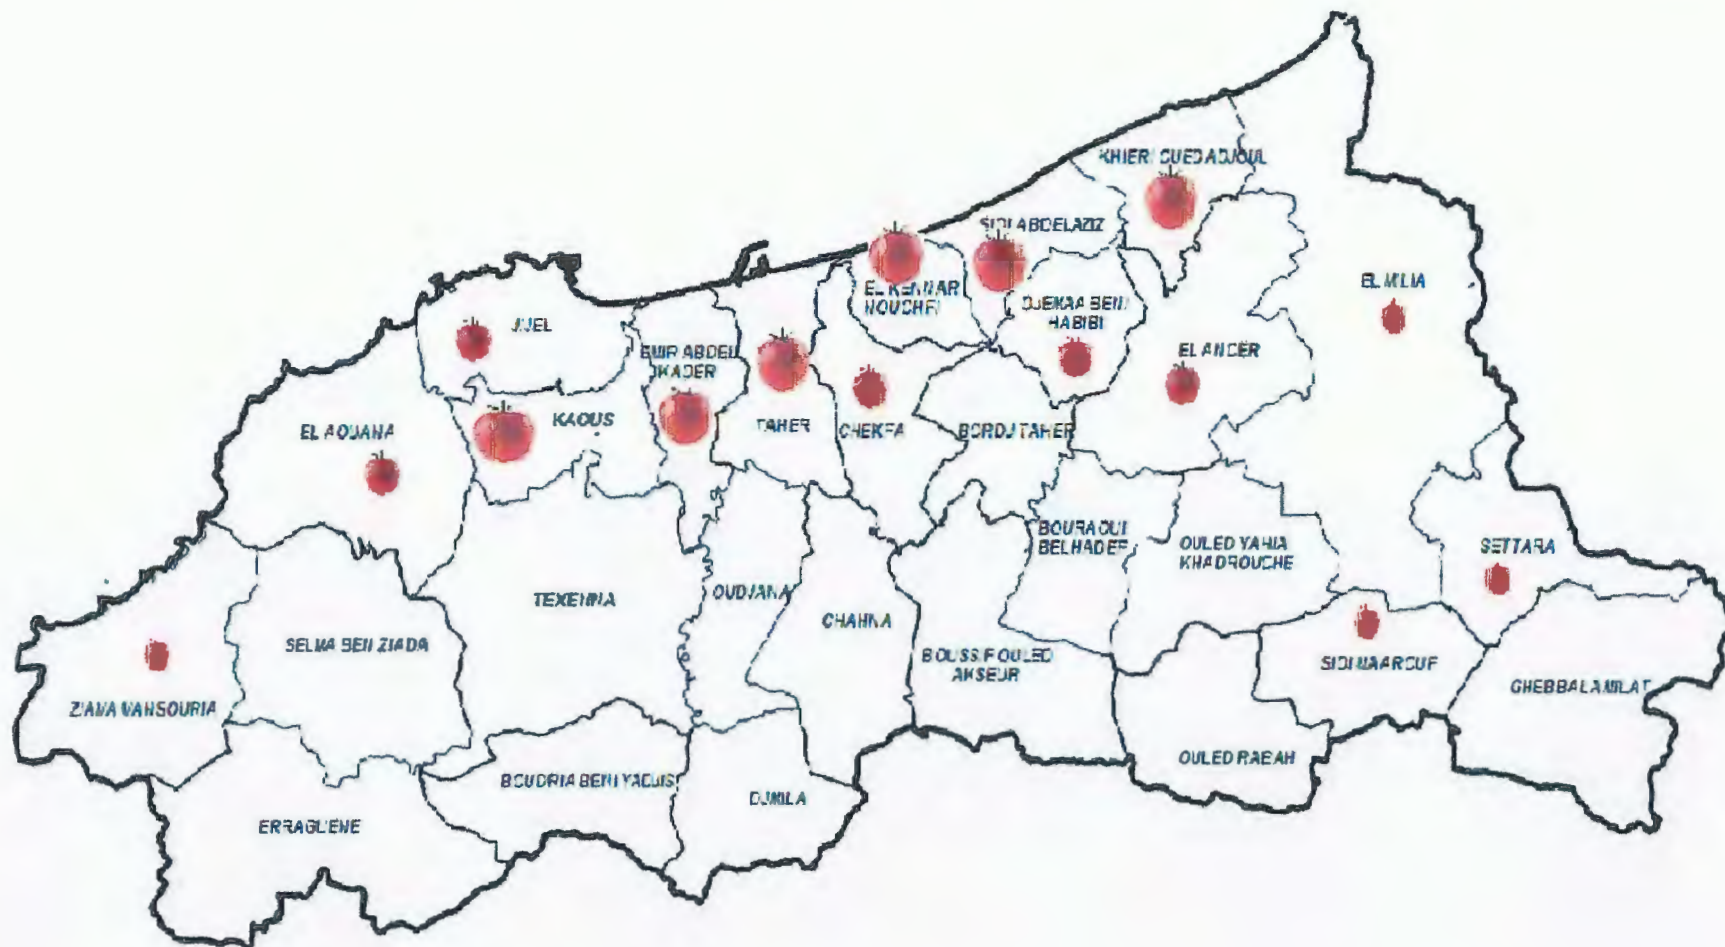 KHIERI OUED ADJOUL
SIDI ABDELAZIZ
EL MILIA
EL KENNAR
NOUCHFI
DJEMAA BENI
HABIBI
JIJEL
EMIR ABDEL
KADER
EL ANCER
KAOUS
TAHER
CHEKFA
BORDJ TAHER
EL AOUANA
BOURAOUI
BELHADEF
OULED YAHIA
KHADROUCHE
SETTARA
TEXENNA
OUDJANA
CHAHNA
SELMA BEN ZIADA
BOUSSIF OULED
AKSEUR
SIDI MAAROUF
GHEBBALA MILAT
ZIAMA MANSOURIA
OULED RABAH
BOUDRIA BENI YADJIS
DJMILA
ERRAGUENE